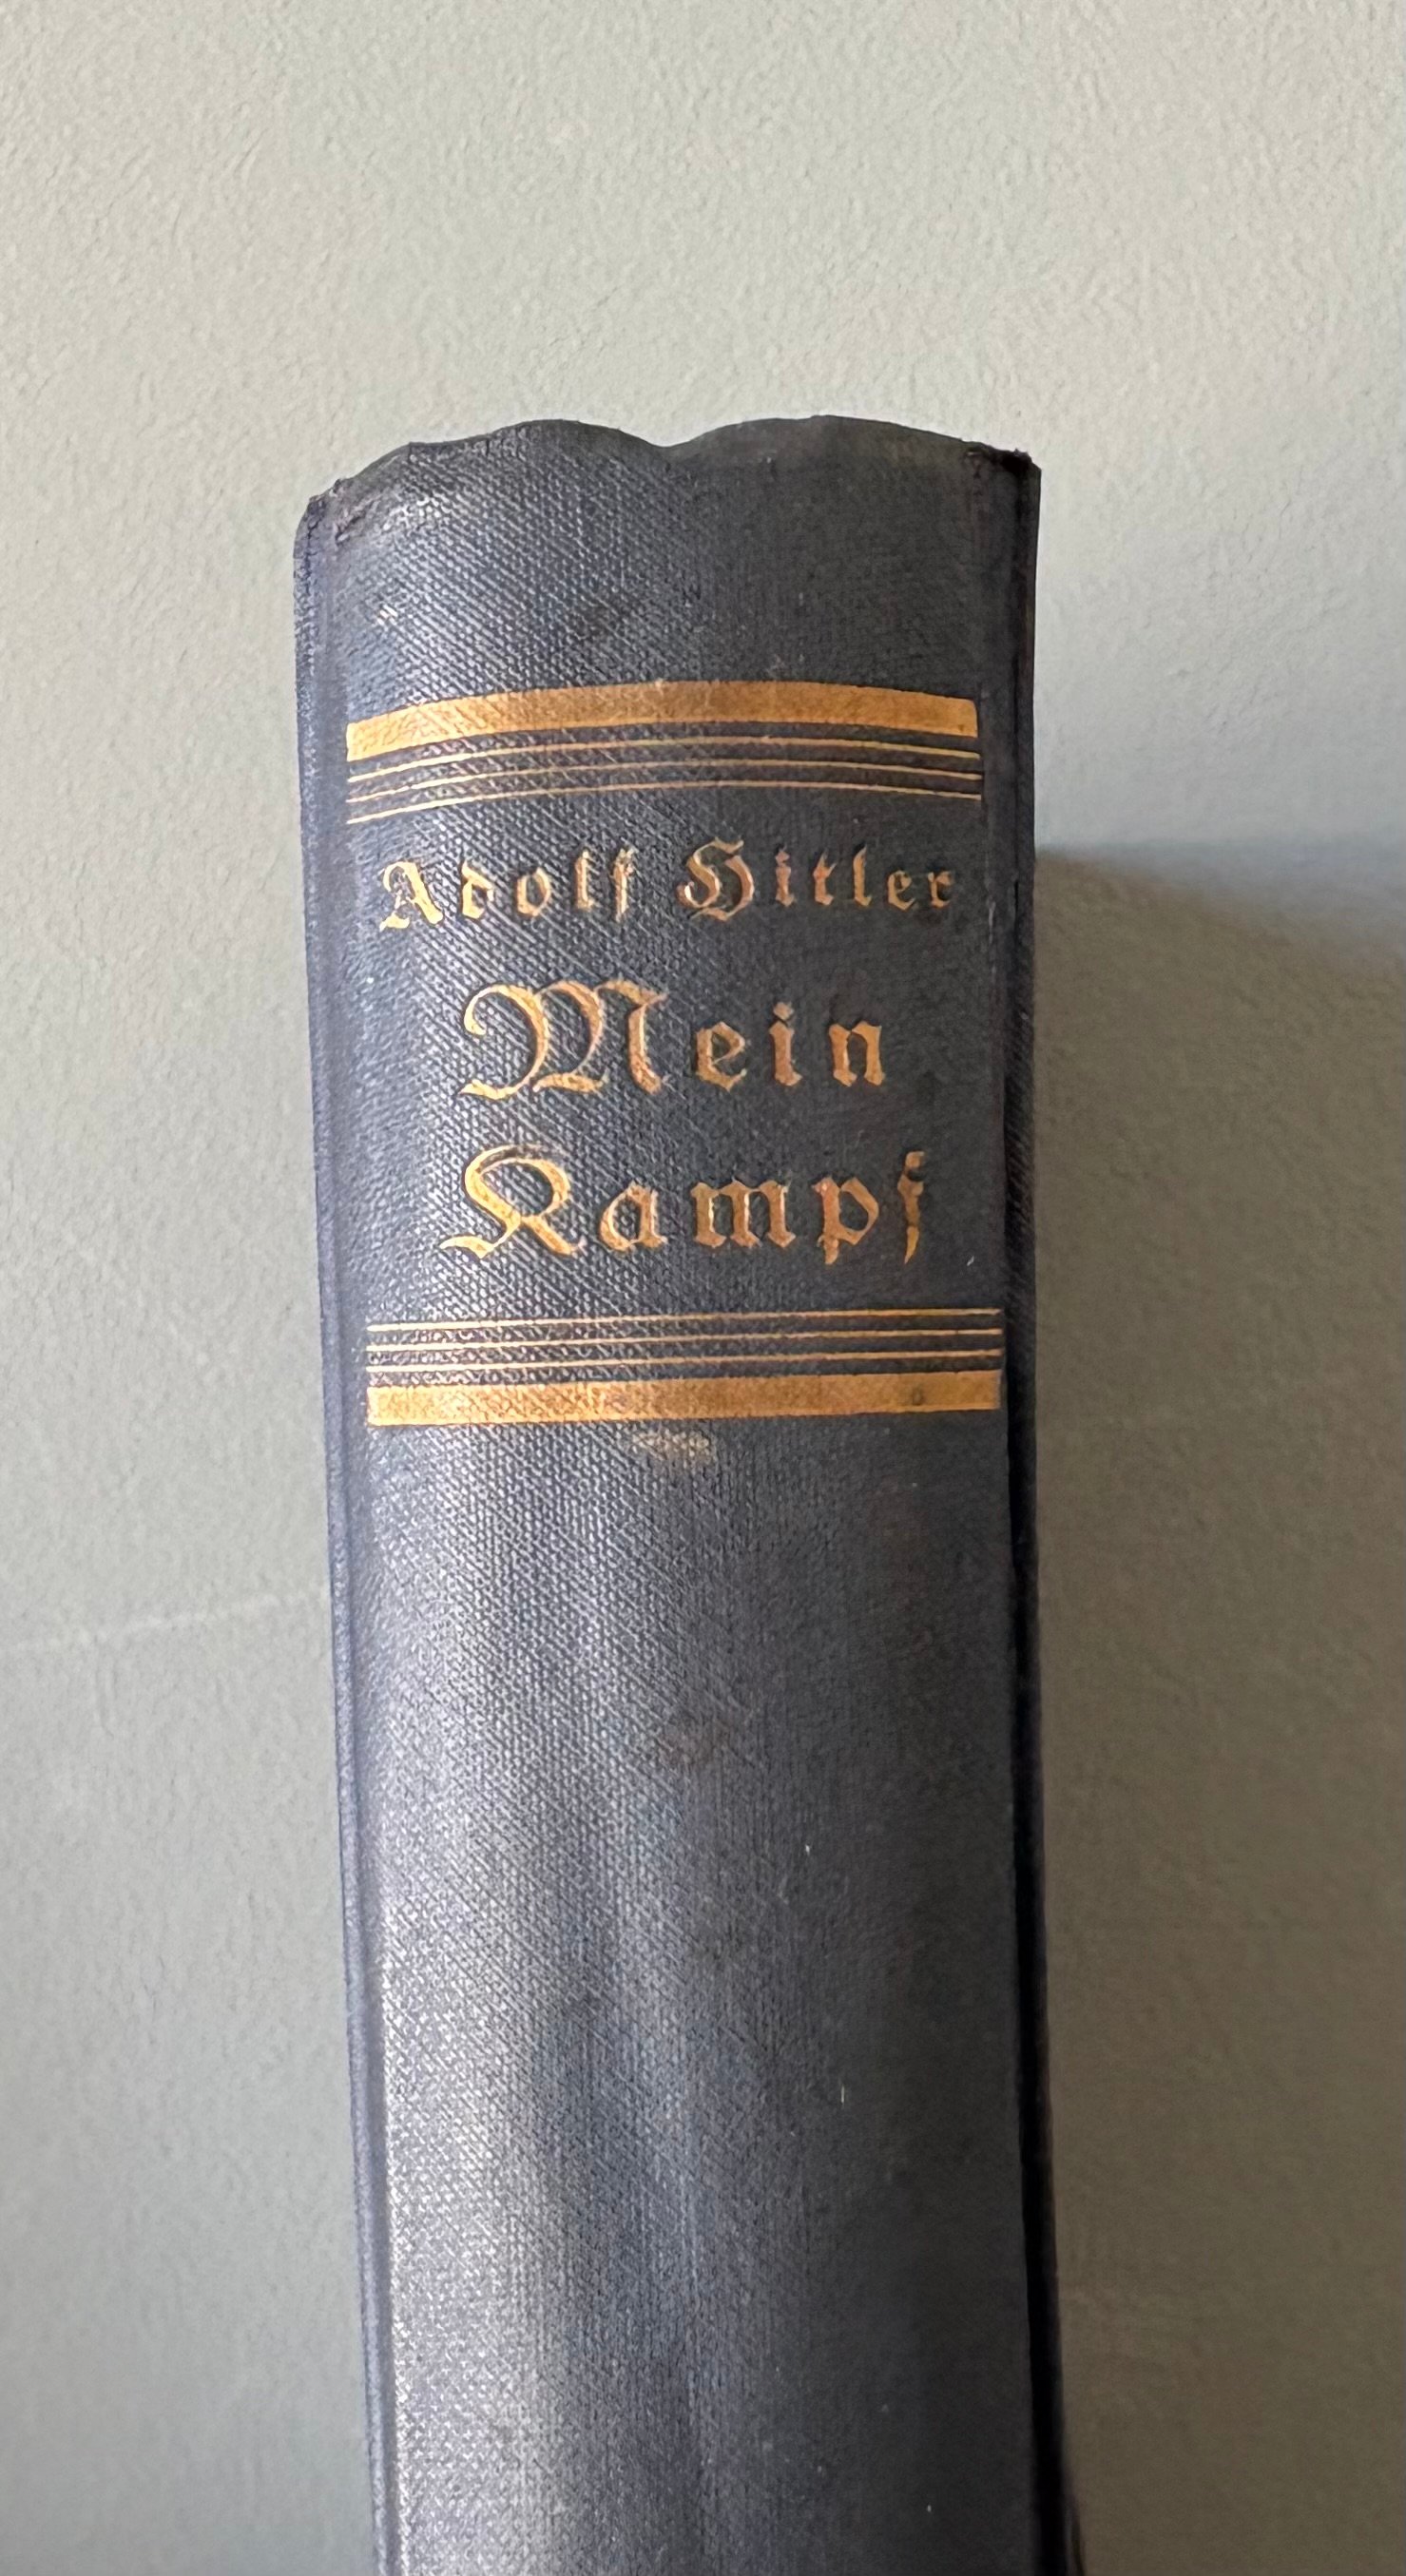 Adolf Hitler
Mein
Kampf